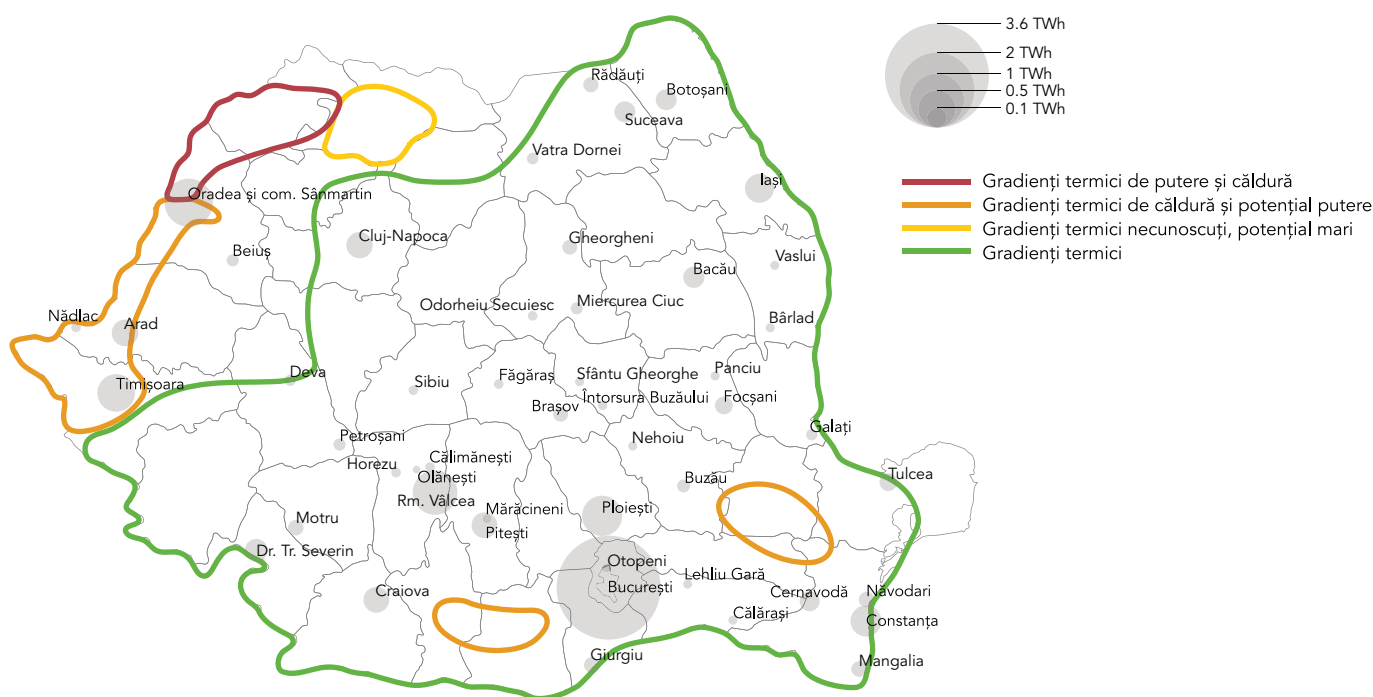 3.6 TWh
2 TWh
1 TWh
0.5 TWh
0.1 TWh
Gradienți termici de putere și căldură
Gradienți termici de căldură și potențial putere
Gradienți termici necunoscuți, potențial mari
Gradienți termici
Rădăuți
Botoșani
Suceava
Vatra Dornei
Iași
Oradea și com. Sânmartin
Cluj-Napoca
Gheorgheni
Beiuș
Vaslui
Bacău
Odorheiu Secuiesc
Miercurea Ciuc
Nădlac
Arad
Bârlad
Deva
Timișoara
Sibiu
Făgăraș
Sfântu Gheorghe
Panciu
Întorsura Buzăului
Focșani
Brașov
Petroșani
Nehoiu
Galați
Călimănești
Horezu
Olănești
Buzău
Tulcea
Rm. Vâlcea
Mărăcineni
Ploiești
Motru
Pitești
Dr. Tr. Severin
Otopeni
București
Lehliu Gară
Craiova
Cernavodă
Năvodari
Călărași
Constanța
Giurgiu
Mangalia